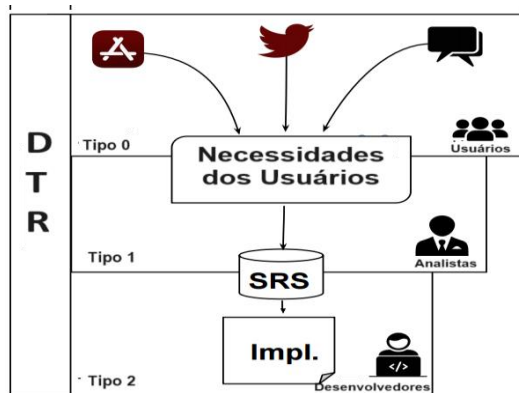 D
T
R
Tipo 0
Usuários
Necessidades
dos Usuários
Tipo 1
Analistas
SRS
Impl.
</>
Tipo 2
Desenvolvedores